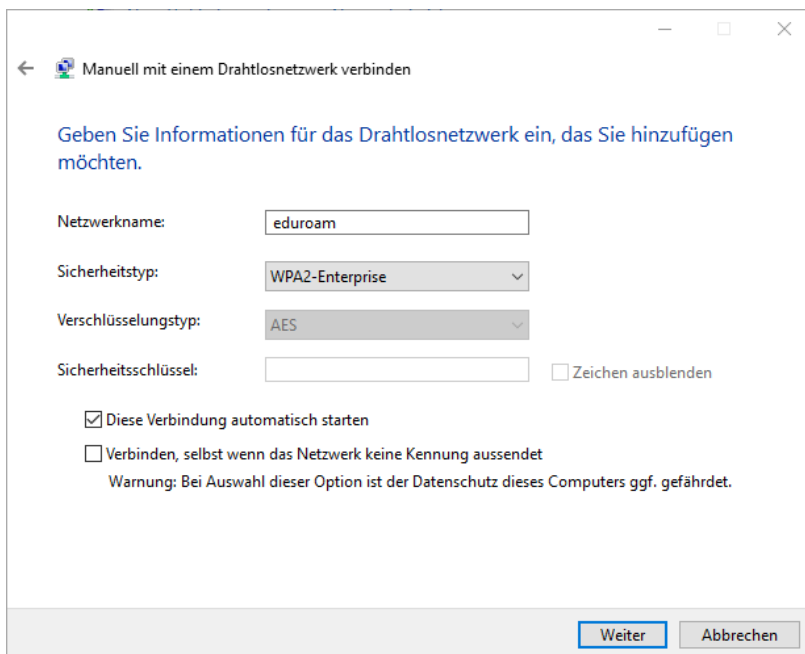 Manuell mit einem Drahtlosnetzwerk verbinden
Geben Sie Informationen für das Drahtlosnetzwerk ein, das Sie hinzufügen
möchten.
Netzwerkname: eduroam
Sicherheitstyp: WPA2-Enterprise
Verschlüsselungstyp: AES
Sicherheitsschlüssel: Zeichen ausblenden
Diese Verbindung automatisch starten
Verbinden, selbst wenn das Netzwerk keine Kennung aussendet
Warnung: Bei Auswahl dieser Option ist der Datenschutz dieses Computers ggf. gefährdet.
Weiter Abbrechen